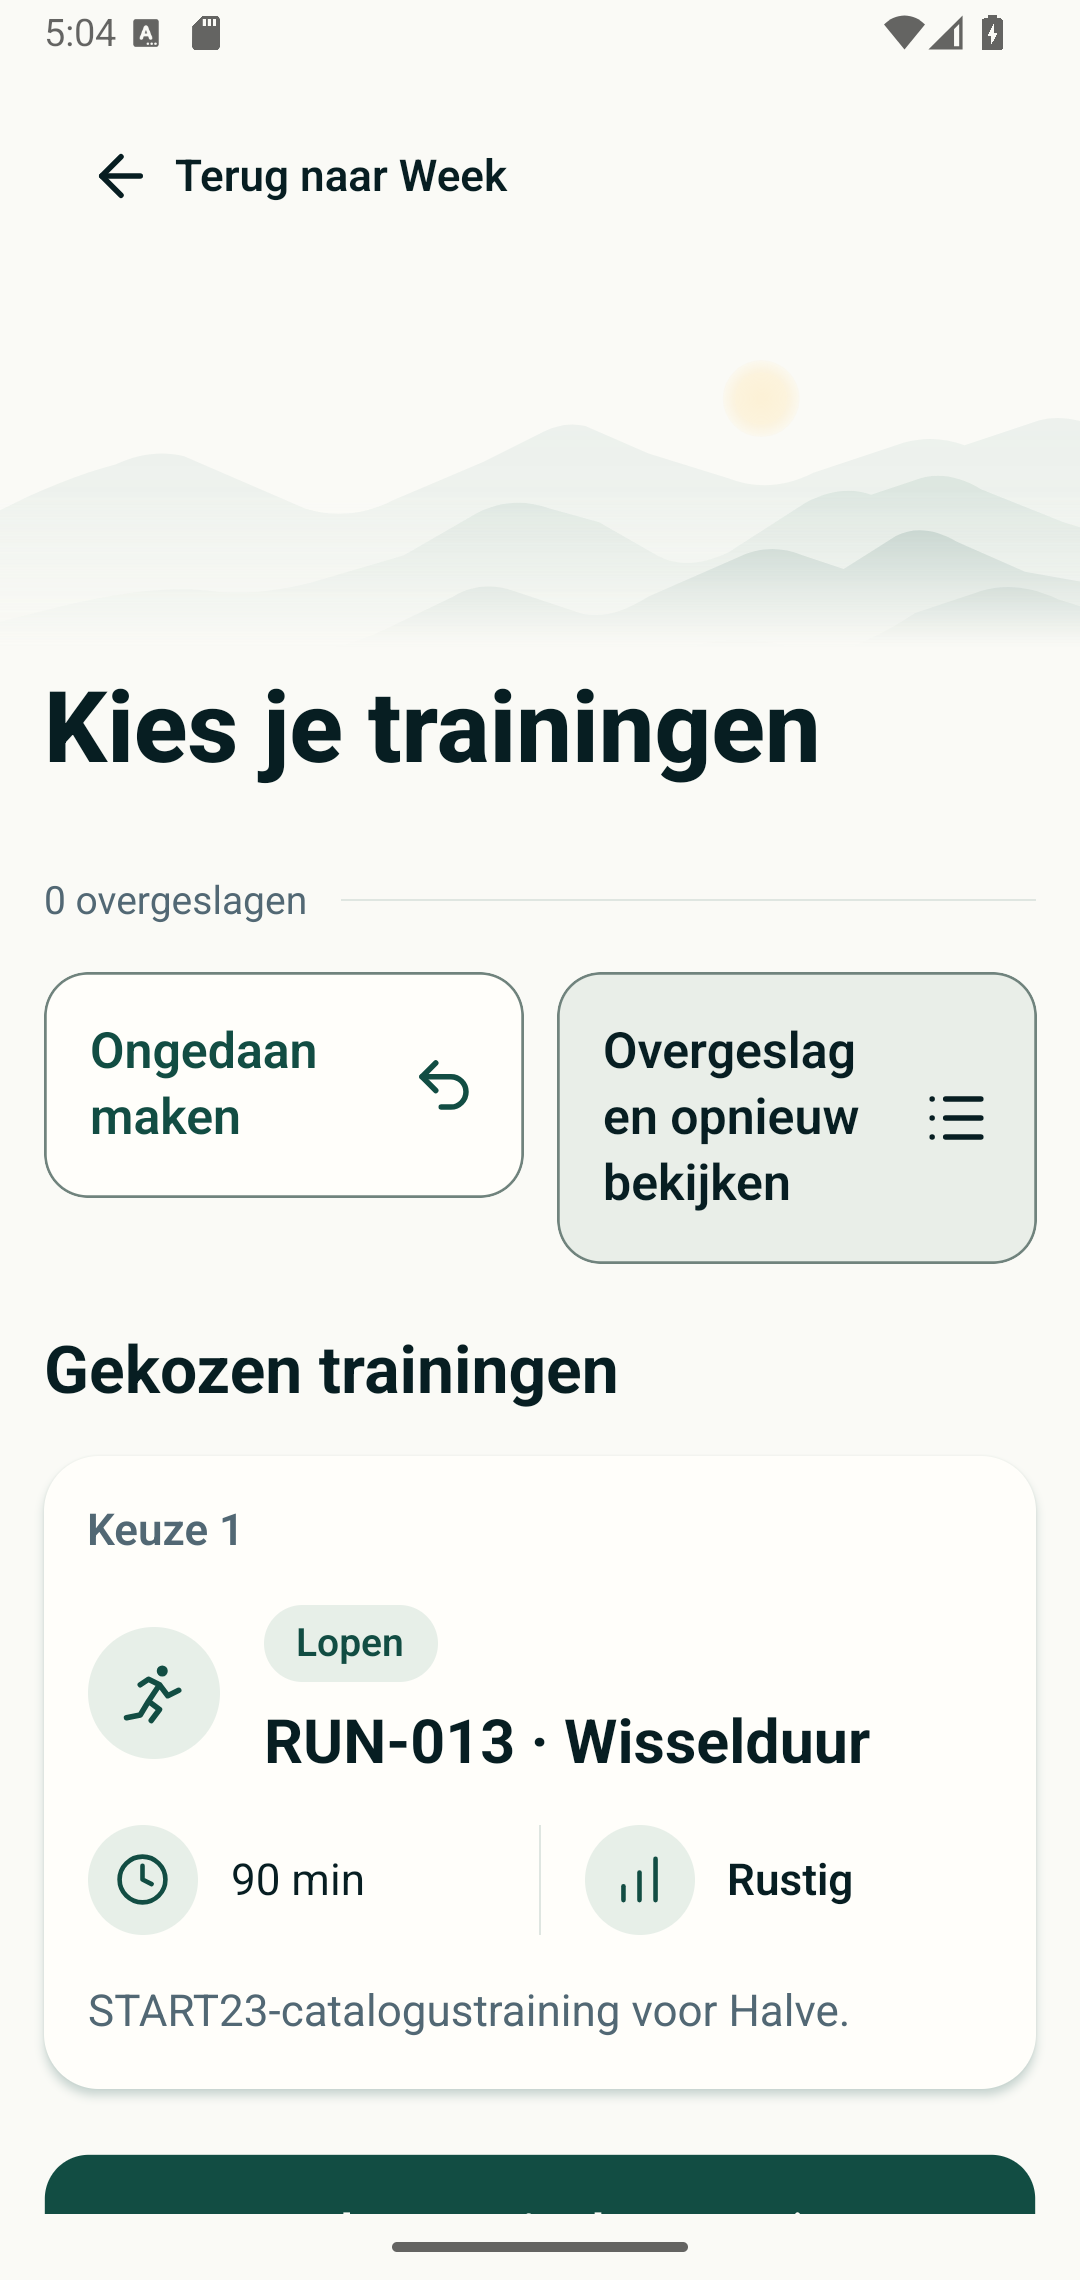 5:04
Terug naar Week
Kies je trainingen
0 overgeslagen
Ongedaan
maken
Overgeslag
en opnieuw
bekijken
Gekozen trainingen
Keuze 1
Lopen
RUN-013 · Wisselduur
90 min
Rustig
START23-catalogustraining voor Halve.